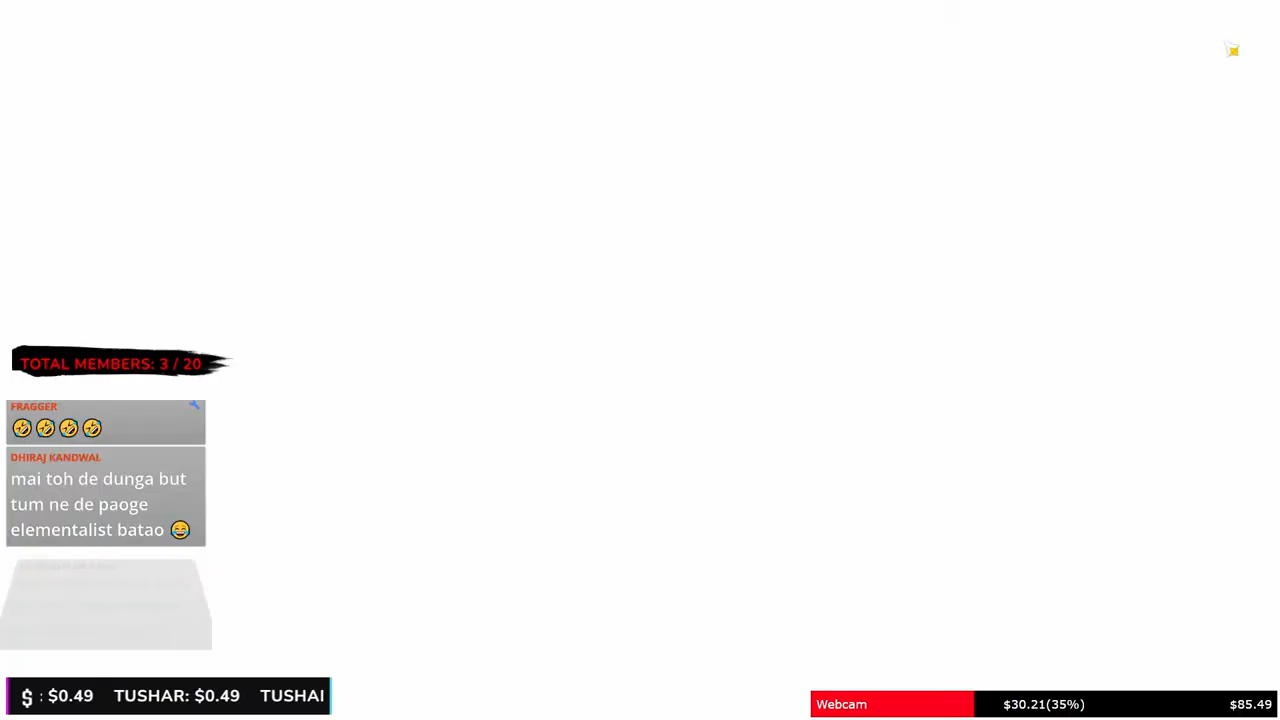 TOTAL MEMBERS: 3 / 20
FRAGGER
🤣🤣🤣🤣
DHIRAJ KANDWAL
mai toh de dunga but
tum ne de paoge
elementalist batao 😂
$ : $0.49 TUSHAR: $0.49 TUSHAI
Webcam $30.21(35%) $85.49